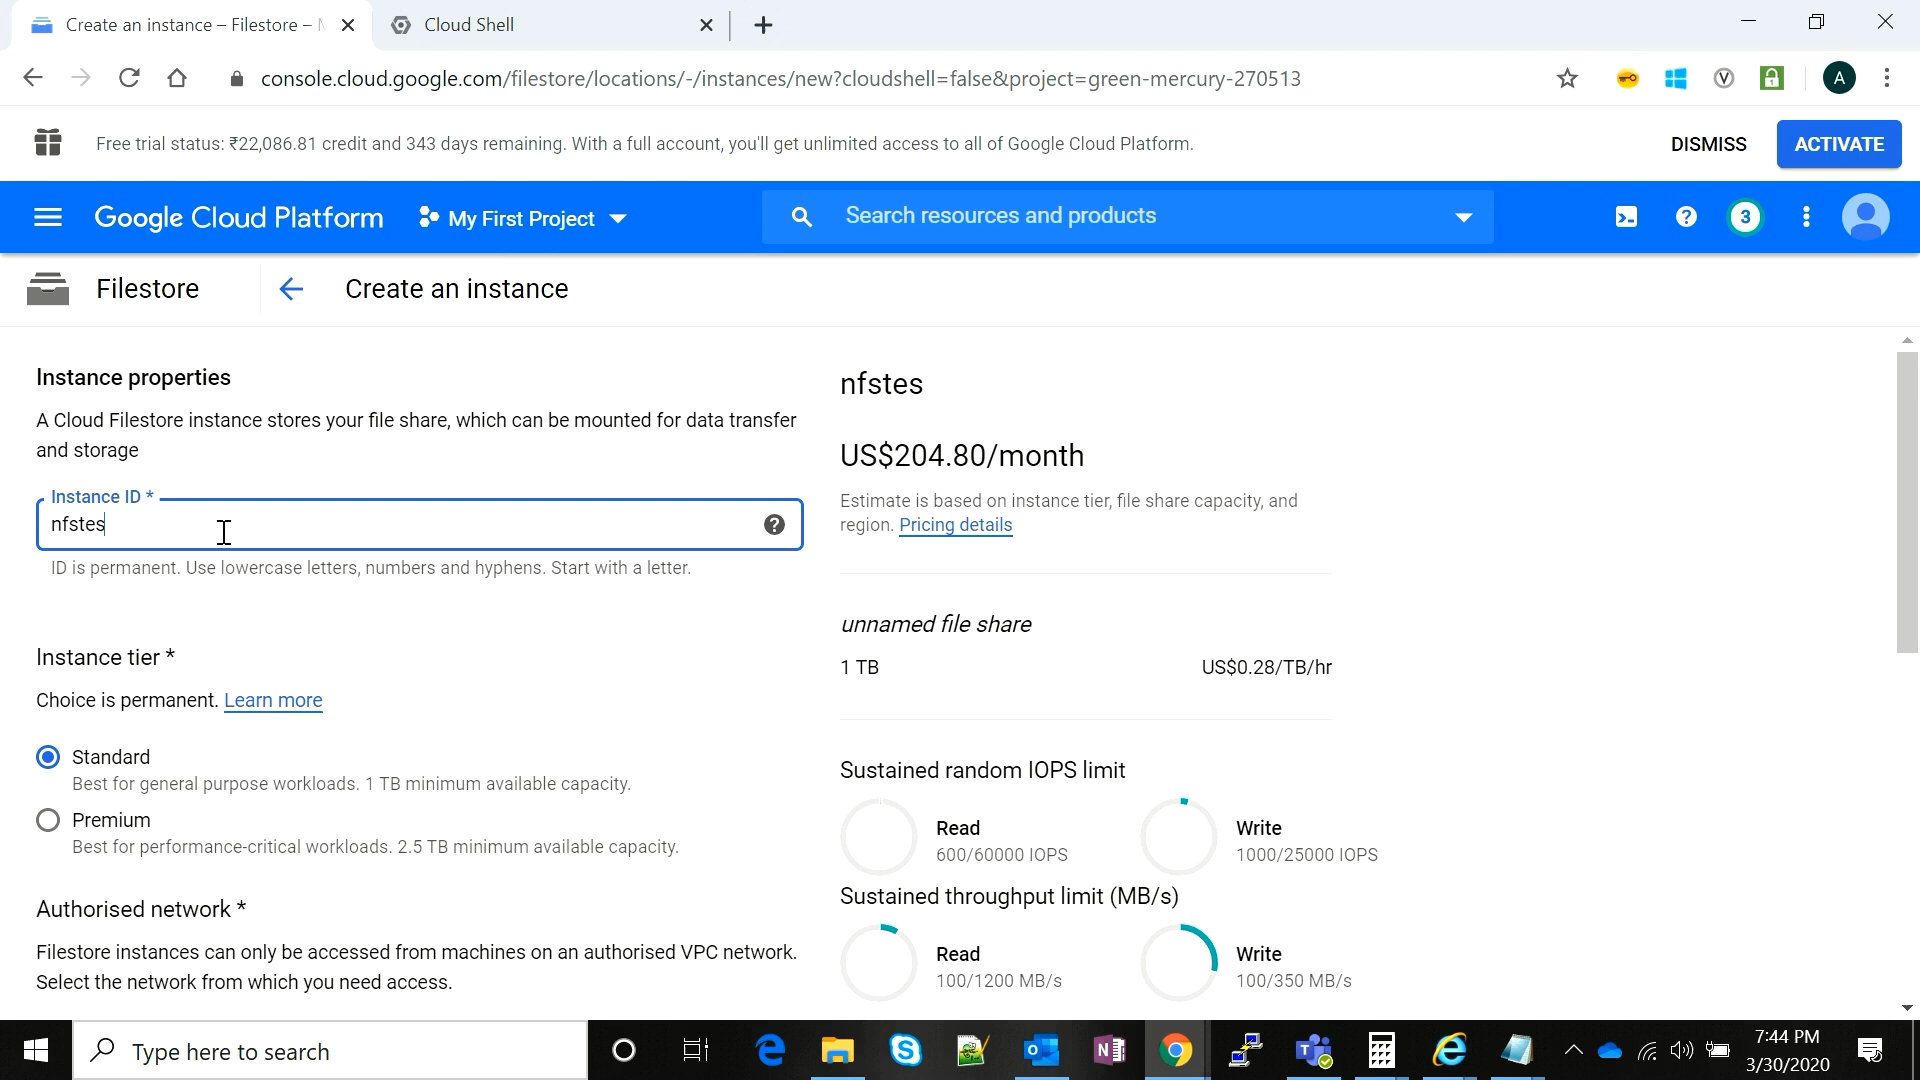 Create an instance – Filestore –
Cloud Shell
console.cloud.google.com/filestore/locations/-/instances/new?cloudshell=false&project=green-mercury-270513
A
Free trial status: ₹22,086.81 credit and 343 days remaining. With a full account, you'll get unlimited access to all of Google Cloud Platform.
DISMISS
ACTIVATE
Google Cloud Platform
My First Project
Search resources and products
3
Filestore
Create an instance
Instance properties
A Cloud Filestore instance stores your file share, which can be mounted for data transfer
and storage
Instance ID *
nfstes
ID is permanent. Use lowercase letters, numbers and hyphens. Start with a letter.
Instance tier *
Choice is permanent. Learn more
Standard
Best for general purpose workloads. 1 TB minimum available capacity.
Premium
Best for performance-critical workloads. 2.5 TB minimum available capacity.
Authorised network *
Filestore instances can only be accessed from machines on an authorised VPC network.
Select the network from which you need access.
nfstes
US$204.80/month
Estimate is based on instance tier, file share capacity, and
region. Pricing details
unnamed file share
1 TB US$0.28/TB/hr
Sustained random IOPS limit
Read
600/60000 IOPS
Write
1000/25000 IOPS
Sustained throughput limit (MB/s)
Read
100/1200 MB/s
Write
100/350 MB/s
Type here to search
7:44 PM
3/30/2020